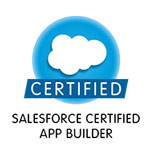 CERTIFIED
SALESFORCE CERTIFIED
APP BUILDER